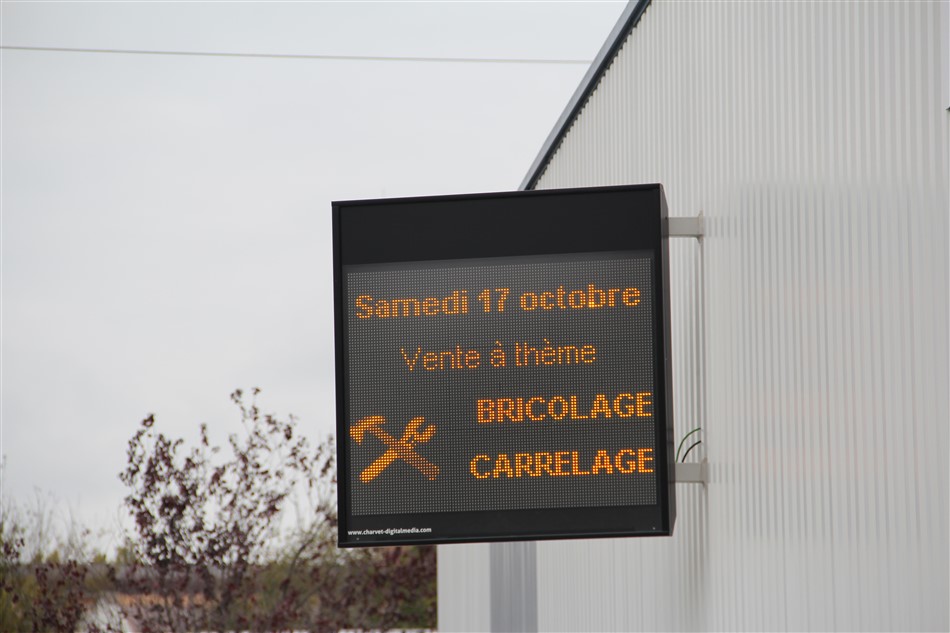 Samedi 17 octobre
Vente à thème
BRICOLAGE
CARRELAGE
www.charvet-digitalmedia.com